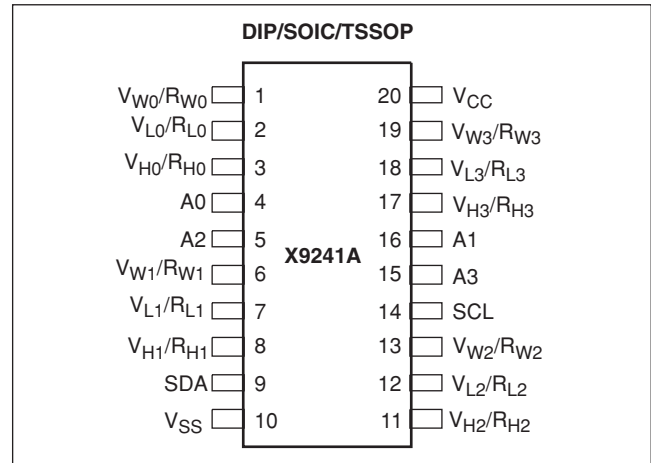 DIP/SOIC/TSSOP
VW0/RW0 1 20 VCC
VL0/RL0 2 19 VW3/RW3
VH0/RH0 3 18 VL3/RL3
A0 4 17 VH3/RH3
A2 5 16 A1
X9241A
VW1/RW1 6 15 A3
VL1/RL1 7 14 SCL
VH1/RH1 8 13 VW2/RW2
SDA 9 12 VL2/RL2
VSS 10 11 VH2/RH2